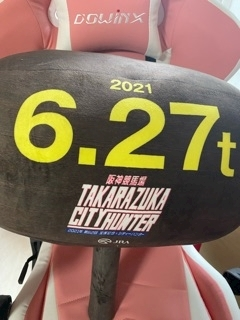 DOWINX
2021
6.27t
阪神競馬場
TAKARAZUKA
CITY HUNTER
JRA